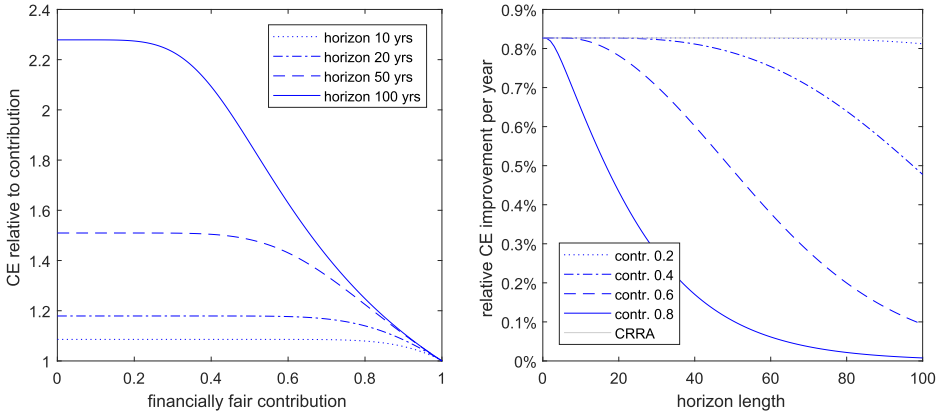 2.4
2.2
2
1.8
1.6
1.4
1.2
1
CE relative to contribution
horizon 10 yrs
horizon 20 yrs
horizon 50 yrs
horizon 100 yrs
0 0.2 0.4 0.6 0.8 1
financially fair contribution
0.9%
0.8%
0.7%
0.6%
0.5%
0.4%
0.3%
0.2%
0.1%
0%
relative CE improvement per year
contr. 0.2
contr. 0.4
contr. 0.6
contr. 0.8
CRRA
0 20 40 60 80 100
horizon length